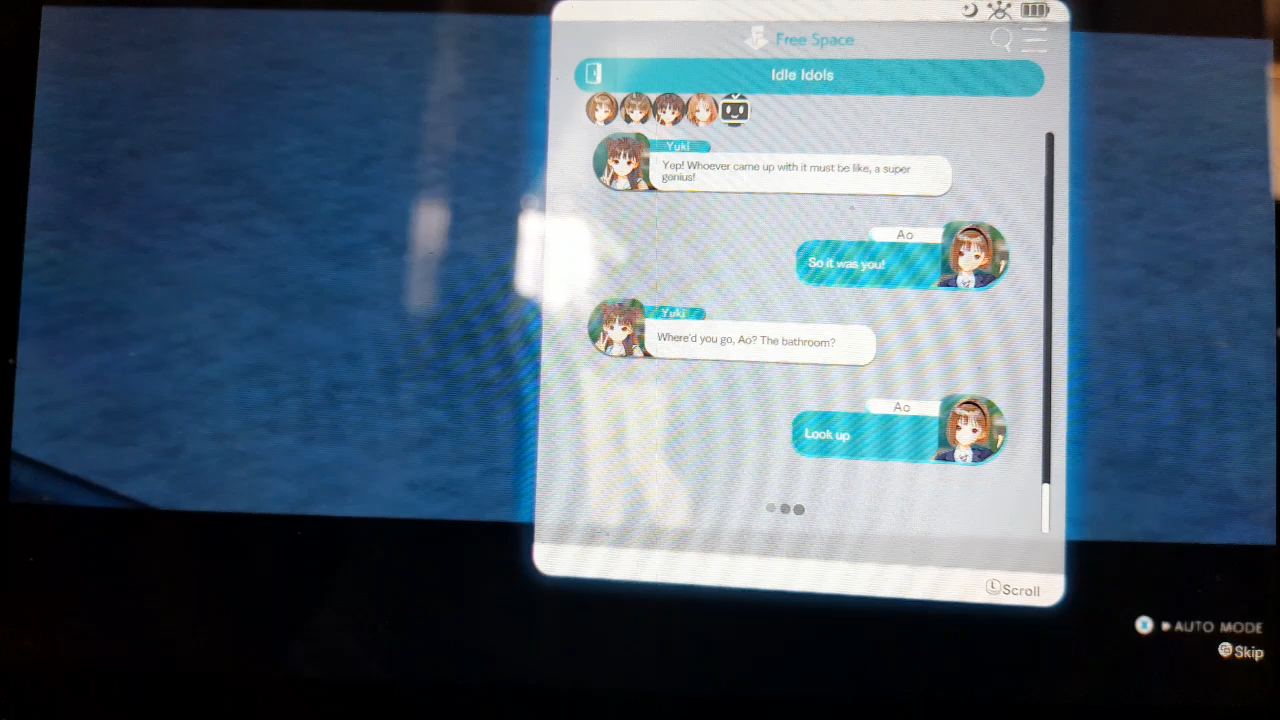 Free Space
Idle Idols
Yuki
Yep! Whoever came up with it must be like, a super
genius!
Ao
So it was you!
Yuki
Where'd you go, Ao? The bathroom?
Ao
Look up
Scroll
X AUTO MODE
Skip